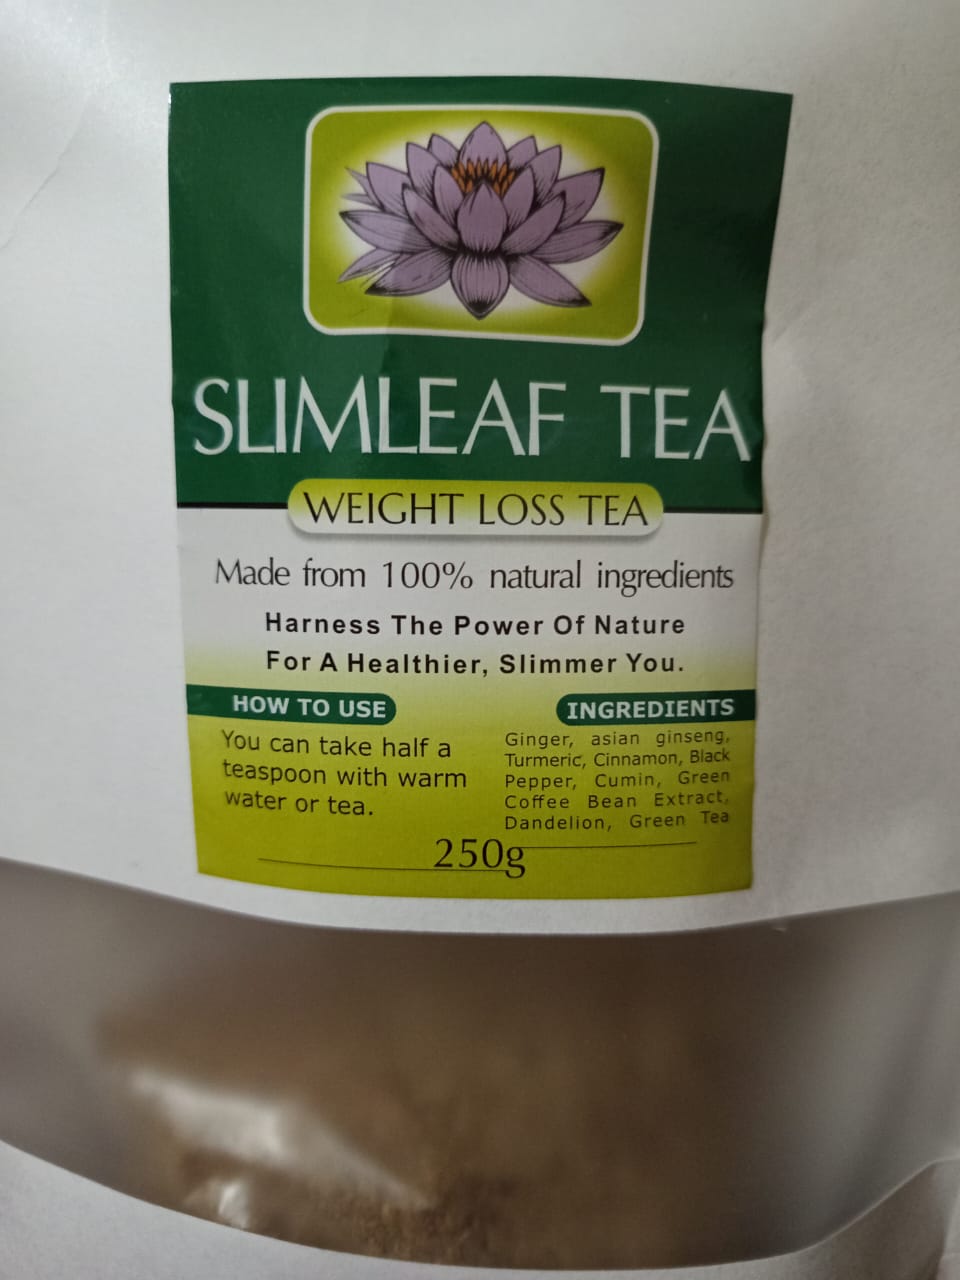 SLIMLEAF TEA
WEIGHT LOSS TEA
Made from 100% natural ingredients
Harness The Power Of Nature
For A Healthier, Slimmer You.
HOW TO USE
You can take half a
teaspoon with warm
water or tea.
INGREDIENTS
Ginger, asian ginseng,
Turmeric, Cinnamon, Black
Pepper, Cumin, Green
Coffee Bean Extract,
Dandelion, Green Tea
250g